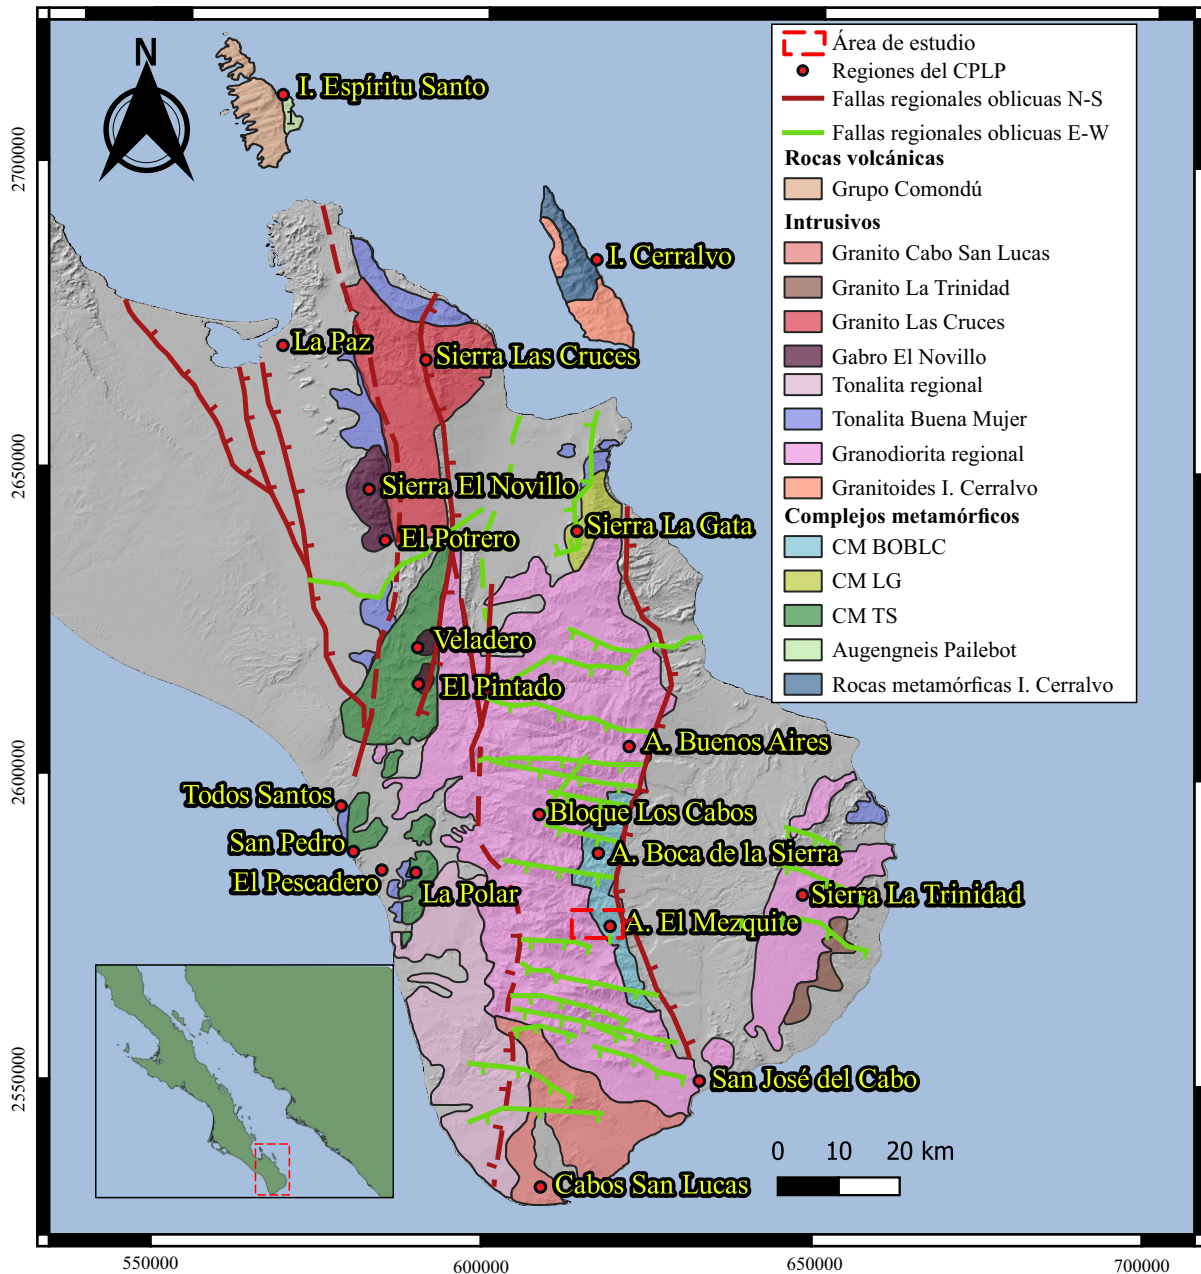 N
I. Espíritu Santo
1
I. Cerralvo
La Paz
Sierra Las Cruces
Sierra El Novillo
El Potrero
Sierra La Gata
Veladero
El Pintado
A. Buenos Aires
Todos Santos
Bloque Los Cabos
San Pedro
A. Boca de la Sierra
El Pescadero
La Polar
Sierra La Trinidad
A. El Mezquite
San José del Cabo
Cabos San Lucas
Área de estudio
Regiones del CPLP
Fallas regionales oblicuas N-S
Fallas regionales oblicuas E-W
Rocas volcánicas
Grupo Comondú
Intrusivos
Granito Cabo San Lucas
Granito La Trinidad
Granito Las Cruces
Gabro El Novillo
Tonalita regional
Tonalita Buena Mujer
Granodiorita regional
Granitoides I. Cerralvo
Complejos metamórficos
CM BOBLC
CM LG
CM TS
Augengneis Pailebot
Rocas metamórficas I. Cerralvo
0 10 20 km
2700000
2650000
2600000
2550000
550000 600000 650000 700000